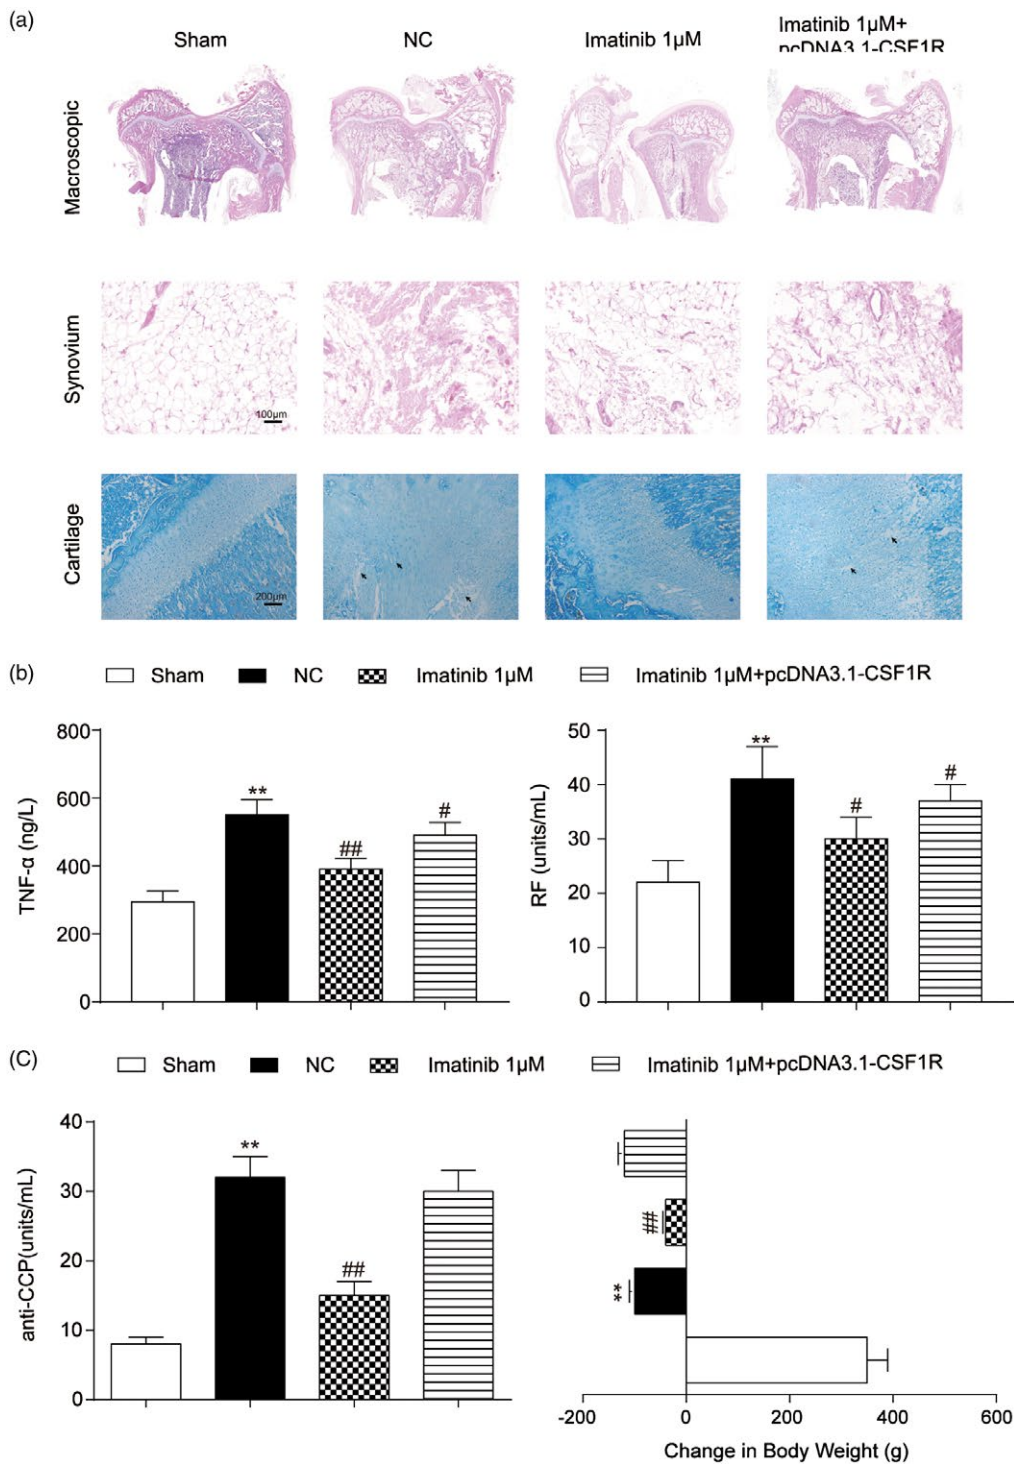 (a)
Sham
NC
Imatinib 1μM
Imatinib 1μM+
pcDNA3.1-CSF1R
Macroscopic
Synovium
100μm
Cartilage
200μm
(b)
Sham
NC
Imatinib 1μM
Imatinib 1μM+pcDNA3.1-CSF1R
TNF-α (ng/L)
800
600
400
200
0
**
##
#
RF (units/mL)
50
40
30
20
10
0
**
#
#
(C)
Sham
NC
Imatinib 1μM
Imatinib 1μM+pcDNA3.1-CSF1R
anti-CCP(units/mL)
40
30
20
10
0
**
##
##
**
-200 0 200 400 600
Change in Body Weight (g)